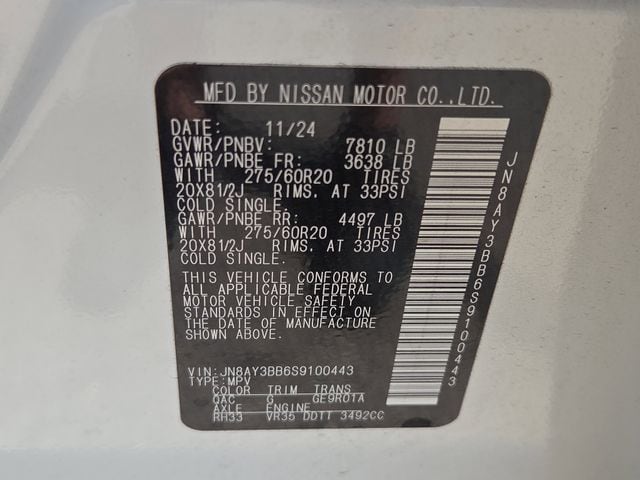 MFD BY NISSAN MOTOR CO.,LTD.
DATE: 11/24
GVWR/PNBV: 7810 LB
GAWR/PNBE FR: 3638 LB
WITH 275/60R20 TIRES
20X81/2J RIMS, AT 33PSI
COLD SINGLE.
GAWR/PNBE RR: 4497 LB
WITH 275/60R20 TIRES
20X81/2J RIMS, AT 33PSI
COLD SINGLE.
THIS VEHICLE CONFORMS TO
ALL APPLICABLE FEDERAL
MOTOR VEHICLE SAFETY
STANDARDS IN EFFECT ON
THE DATE OF MANUFACTURE
SHOWN ABOVE.
VIN:JN8AY3BB6S9100443
TYPE:MPV
COLOR TRIM TRANS
QAC G GE9R01A
AXLE ENGINE
RH33 VR35 DDTT 3492CC
JN8AY3BB6S9100443